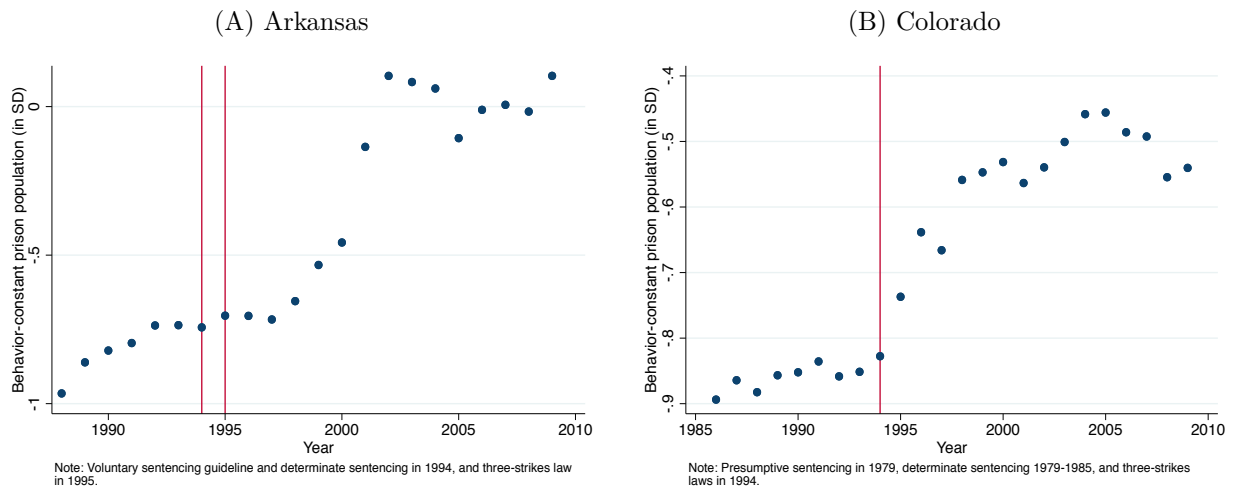 (A) Arkansas
Behavior-constant prison population (in SD)
0
-.5
-1
1990 1995 2000 2005 2010
Year
Note: Voluntary sentencing guideline and determinate sentencing in 1994, and three-strikes law
in 1995.
(B) Colorado
Behavior-constant prison population (in SD)
-.4
-.5
-.6
-.7
-.8
-.9
1985 1990 1995 2000 2005 2010
Year
Note: Presumptive sentencing in 1979, determinate sentencing 1979-1985, and three-strikes
laws in 1994.